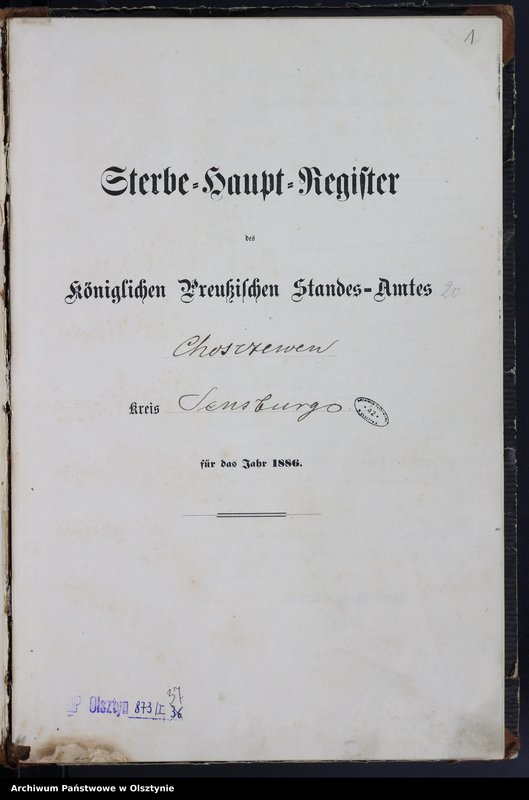 1
Sterbe-Haupt-Register
des
Königlichen Preußischen Standes-Amtes 20
Choszzewen
Kreis Sensburg
für das Jahr 1886.
37
AP Olsztyn 873/I 36
Archiwum Państwowe w Olsztynie